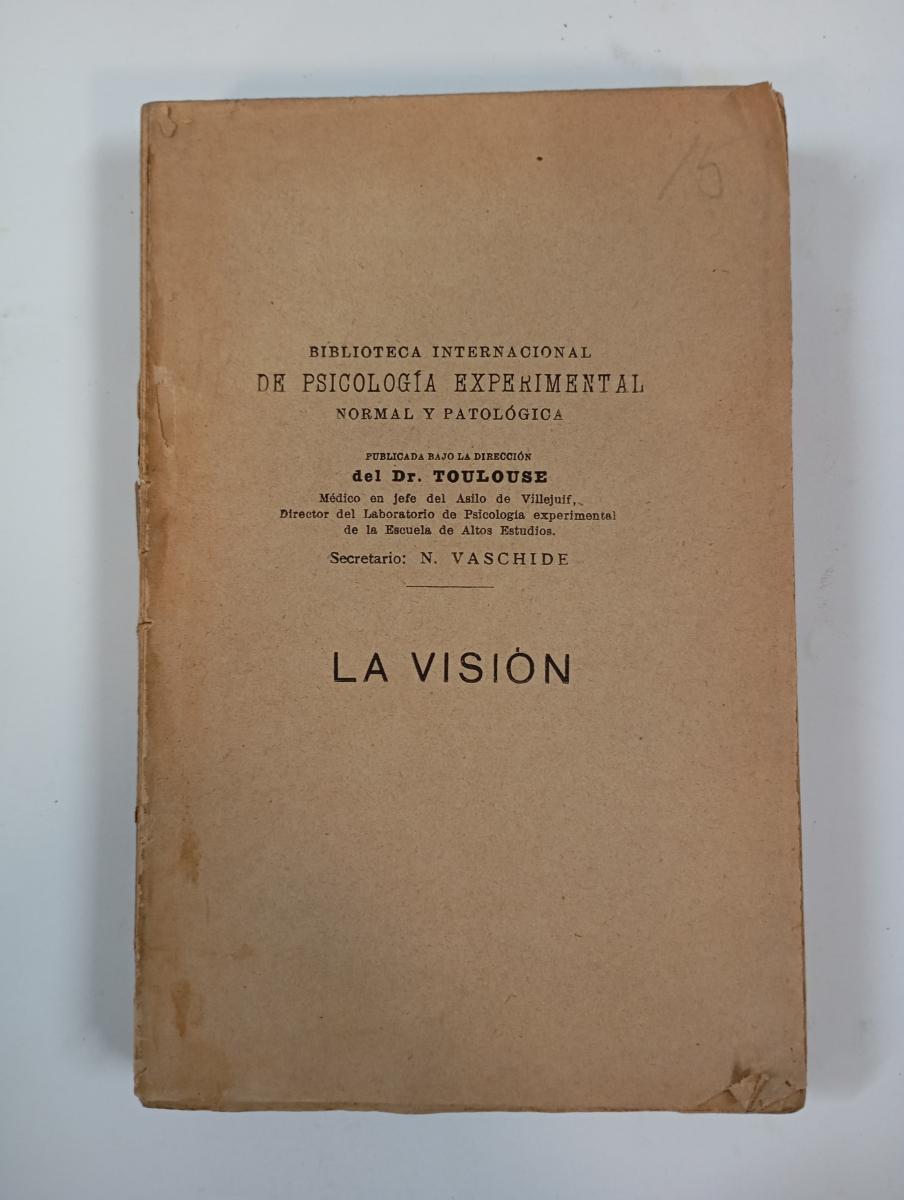 15
BIBLIOTECA INTERNACIONAL
DE PSICOLOGÍA EXPERIMENTAL
NORMAL Y PATOLÓGICA
PUBLICADA BAJO LA DIRECCIÓN
del Dr. TOULOUSE
Médico en jefe del Asilo de Villejuif,
Director del Laboratorio de Psicología experimental
de la Escuela de Altos Estudios.
Secretario: N. VASCHIDE
LA VISIÓN